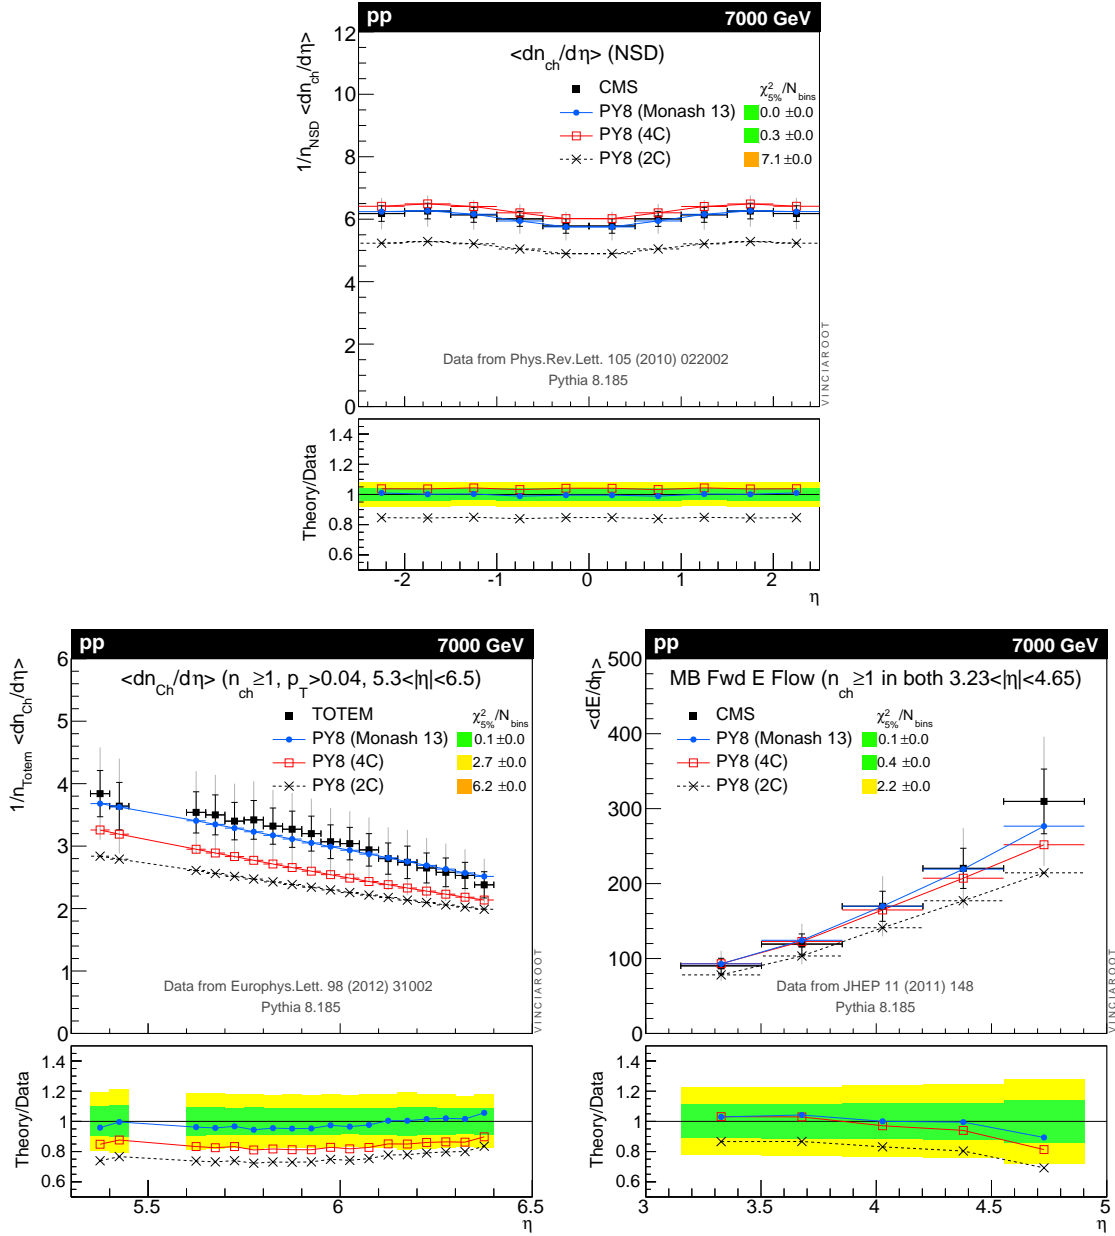 pp 7000 GeV
<dn_ch/dη> (NSD)
CMS
PY8 (Monash 13)
PY8 (4C)
PY8 (2C)
χ²_5%/N_bins
0.0 ±0.0
0.3 ±0.0
7.1 ±0.0
1/n_NSD <dn_ch/dη>
12
10
8
6
4
2
0
Data from Phys.Rev.Lett. 105 (2010) 022002
Pythia 8.185
VINCIAROOT
Theory/Data
1.4
1.2
1
0.8
0.6
-2 -1 0 1 2
η
pp 7000 GeV
<dn_Ch/dη> (n_ch≥1, p_T>0.04, 5.3<|η|<6.5)
TOTEM
PY8 (Monash 13)
PY8 (4C)
PY8 (2C)
χ²_5%/N_bins
0.1 ±0.0
2.7 ±0.0
6.2 ±0.0
1/n_Totem <dn_Ch/dη>
6
5
4
3
2
1
0
Data from Europhys.Lett. 98 (2012) 31002
Pythia 8.185
VINCIAROOT
Theory/Data
1.4
1.2
1
0.8
0.6
5.5 6 6.5
η
pp 7000 GeV
MB Fwd E Flow (n_ch≥1 in both 3.23<|η|<4.65)
CMS
PY8 (Monash 13)
PY8 (4C)
PY8 (2C)
χ²_5%/N_bins
0.1 ±0.0
0.4 ±0.0
2.2 ±0.0
<dE/dη>
500
400
300
200
100
0
Data from JHEP 11 (2011) 148
Pythia 8.185
VINCIAROOT
Theory/Data
1.4
1.2
1
0.8
0.6
3 3.5 4 4.5 5
η